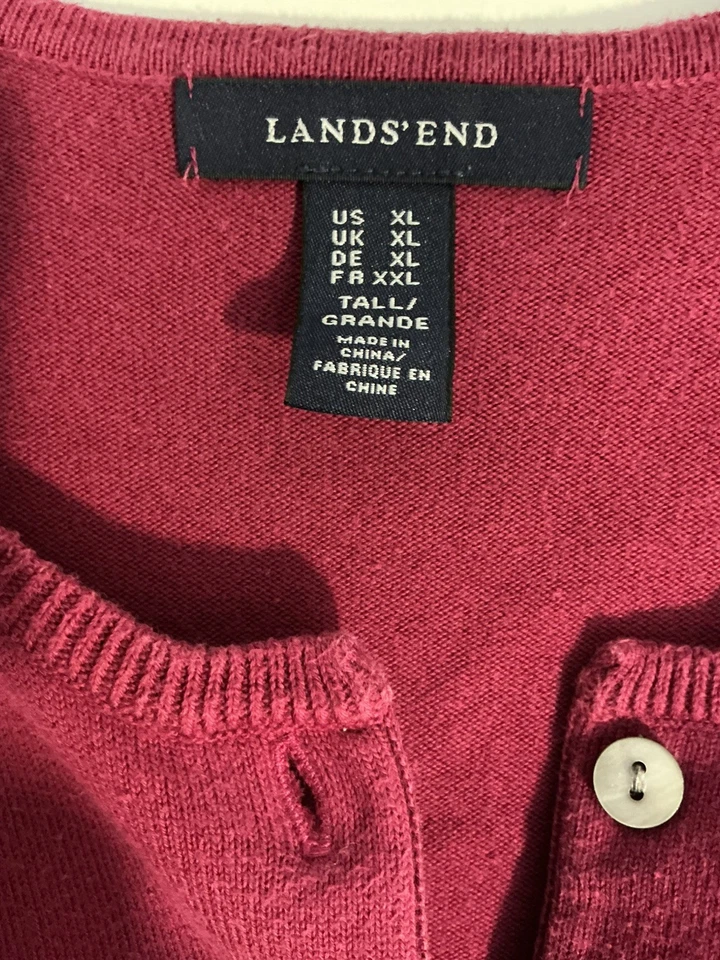 LANDS' END
US XL
UK XL
DE XL
FR XXL
TALL/
GRANDE
MADE IN
CHINA/
FABRIQUE EN
CHINE